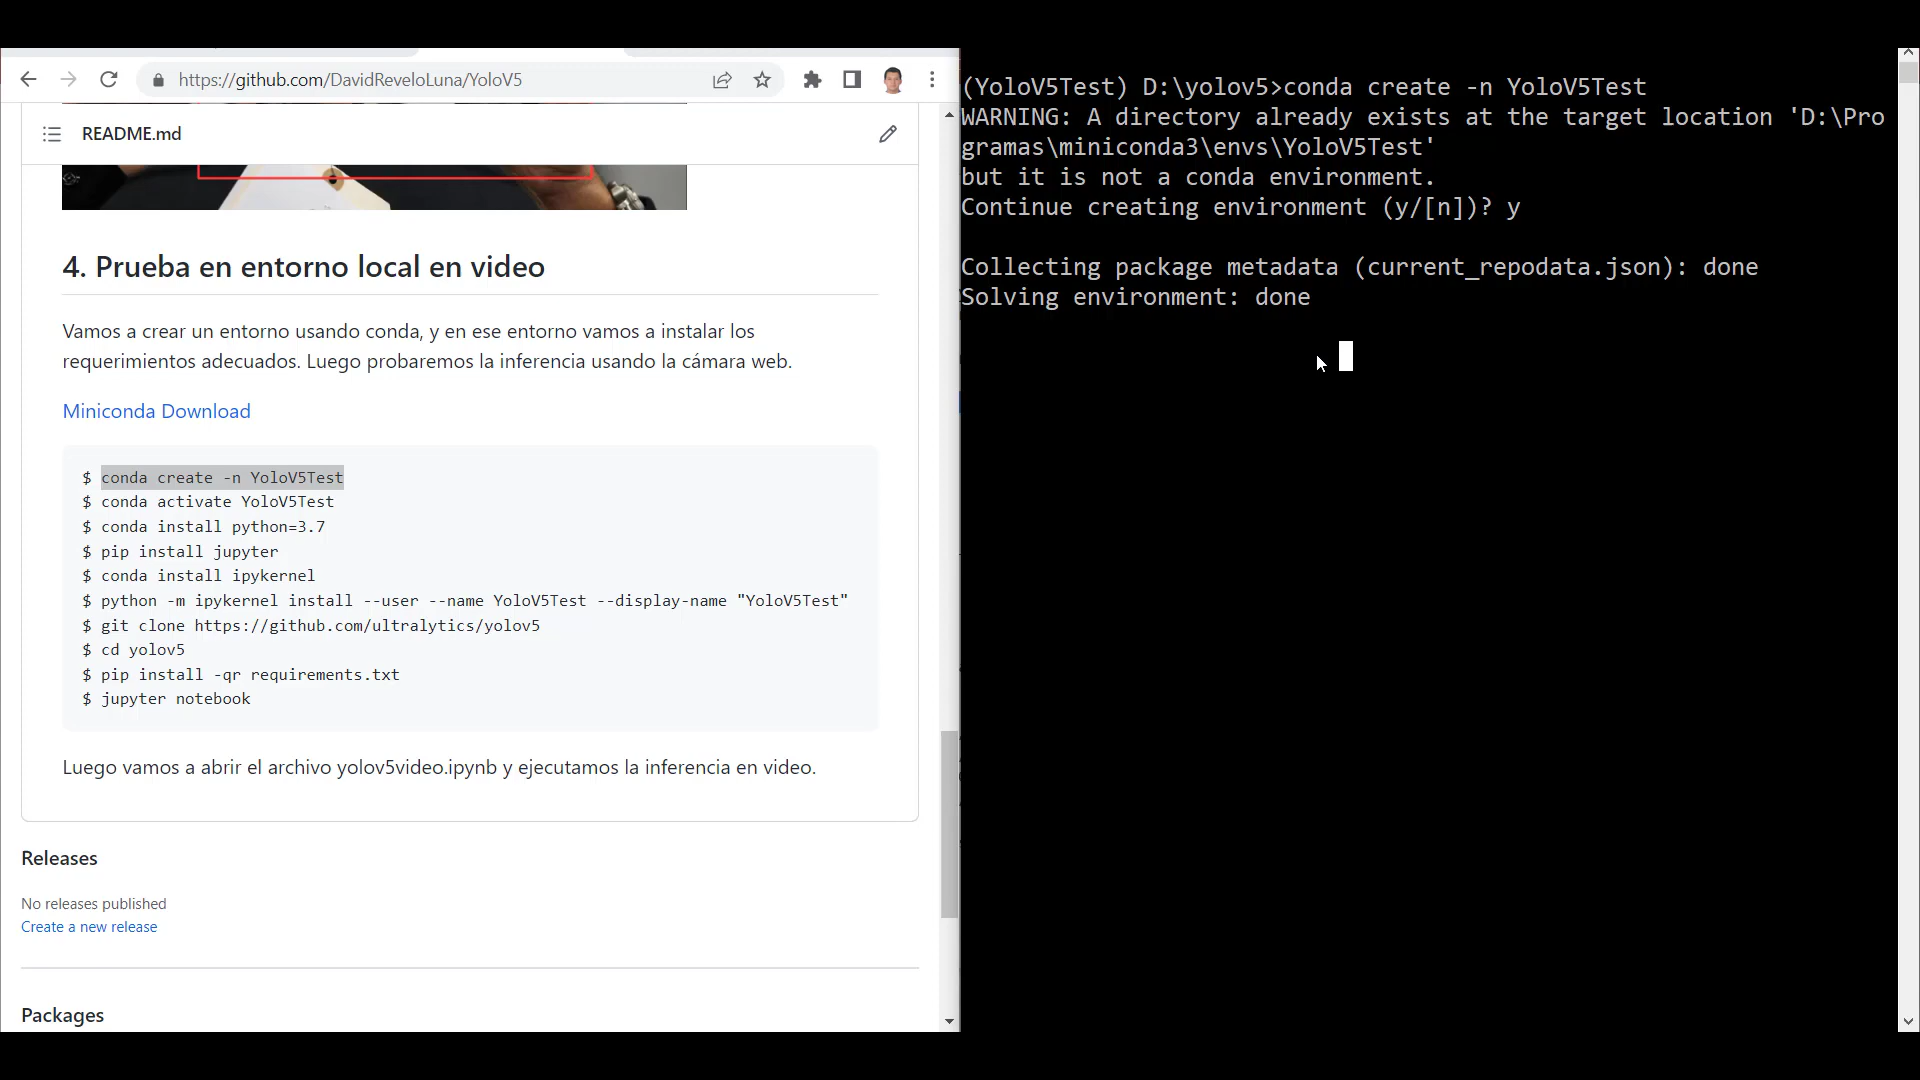 https://github.com/DavidReveloLuna/YoloV5
README.md
4. Prueba en entorno local en video
Vamos a crear un entorno usando conda, y en ese entorno vamos a instalar los
requerimientos adecuados. Luego probaremos la inferencia usando la cámara web.
Miniconda Download
$ conda create -n YoloV5Test
$ conda activate YoloV5Test
$ conda install python=3.7
$ pip install jupyter
$ conda install ipykernel
$ python -m ipykernel install --user --name YoloV5Test --display-name "YoloV5Test"
$ git clone https://github.com/ultralytics/yolov5
$ cd yolov5
$ pip install -qr requirements.txt
$ jupyter notebook
Luego vamos a abrir el archivo yolov5video.ipynb y ejecutamos la inferencia en video.
Releases
No releases published
Create a new release
Packages
(YoloV5Test) D:\yolov5>conda create -n YoloV5Test
WARNING: A directory already exists at the target location 'D:\Pro
gramas\miniconda3\envs\YoloV5Test'
but it is not a conda environment.
Continue creating environment (y/[n])? y
Collecting package metadata (current_repodata.json): done
Solving environment: done